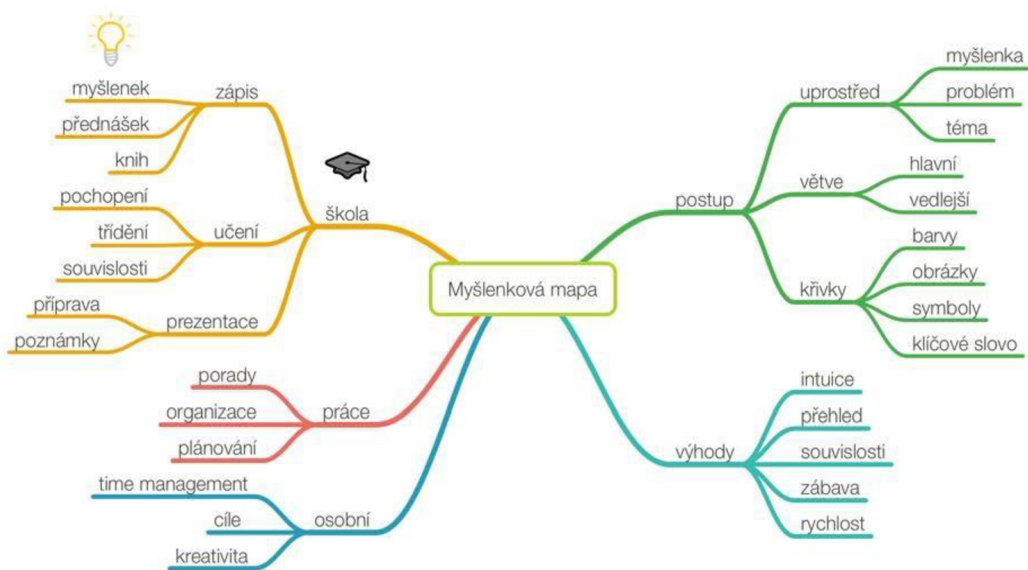 Myšlenková mapa
škola
zápis
myšlenek
přednášek
knih
učení
pochopení
třídění
souvislosti
prezentace
příprava
poznámky
práce
porady
organizace
plánování
osobní
time management
cíle
kreativita
postup
uprostřed
myšlenka
problém
téma
větve
hlavní
vedlejší
křivky
barvy
obrázky
symboly
klíčové slovo
výhody
intuice
přehled
souvislosti
zábava
rychlost